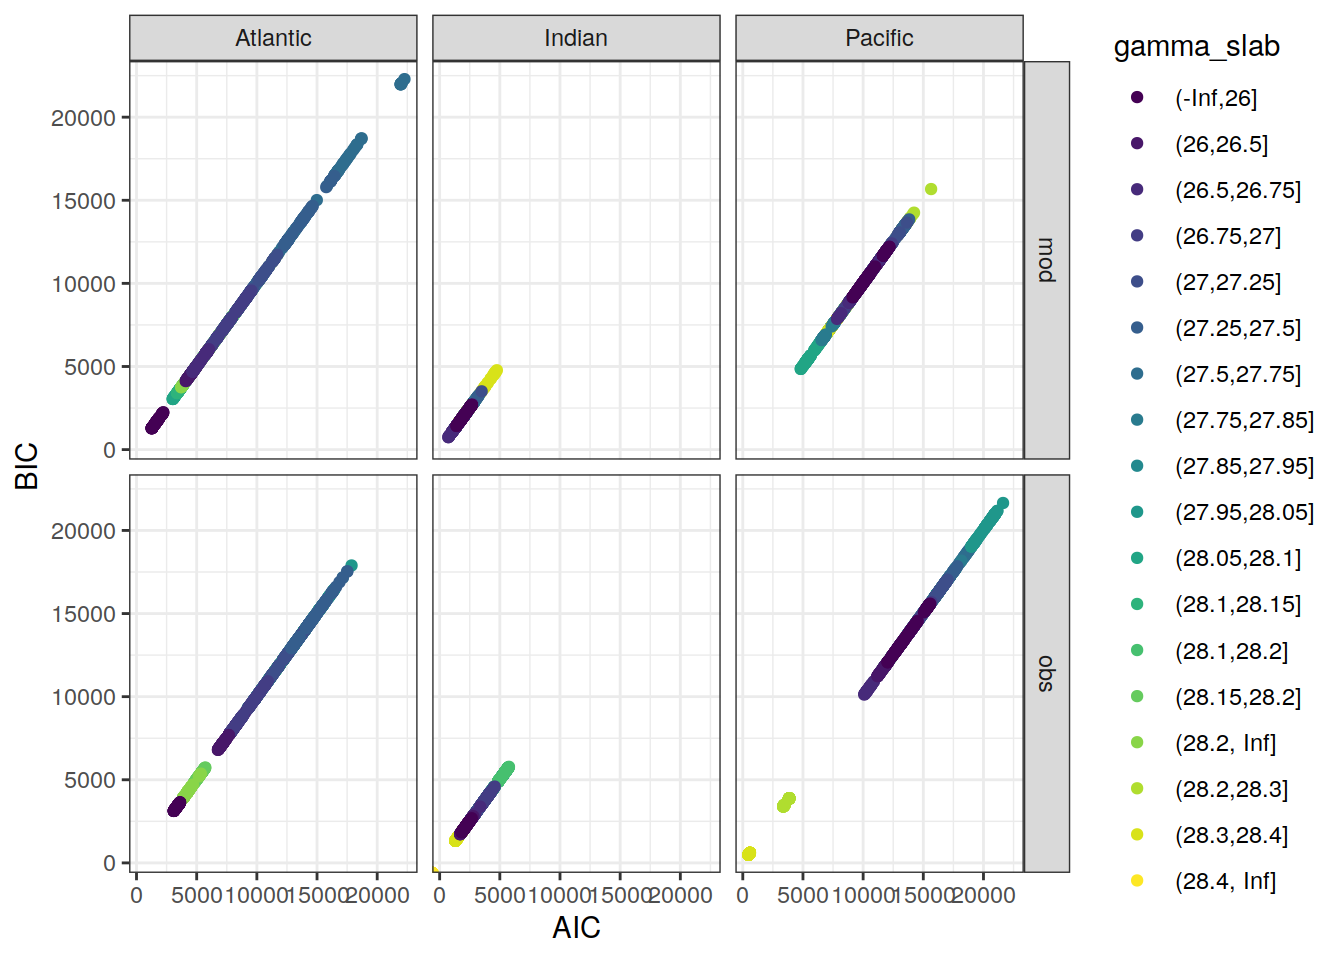 Atlantic
Indian
Pacific
20000
15000
10000
5000
0
mod
20000
15000
10000
5000
0
obs
BIC
0 5000 10000 15000 20000
0 5000 10000 15000 20000
0 5000 10000 15000 20000
AIC
gamma_slab
(-Inf,26]
(26,26.5]
(26.5,26.75]
(26.75,27]
(27,27.25]
(27.25,27.5]
(27.5,27.75]
(27.75,27.85]
(27.85,27.95]
(27.95,28.05]
(28.05,28.1]
(28.1,28.15]
(28.1,28.2]
(28.15,28.2]
(28.2, Inf]
(28.2,28.3]
(28.3,28.4]
(28.4, Inf]